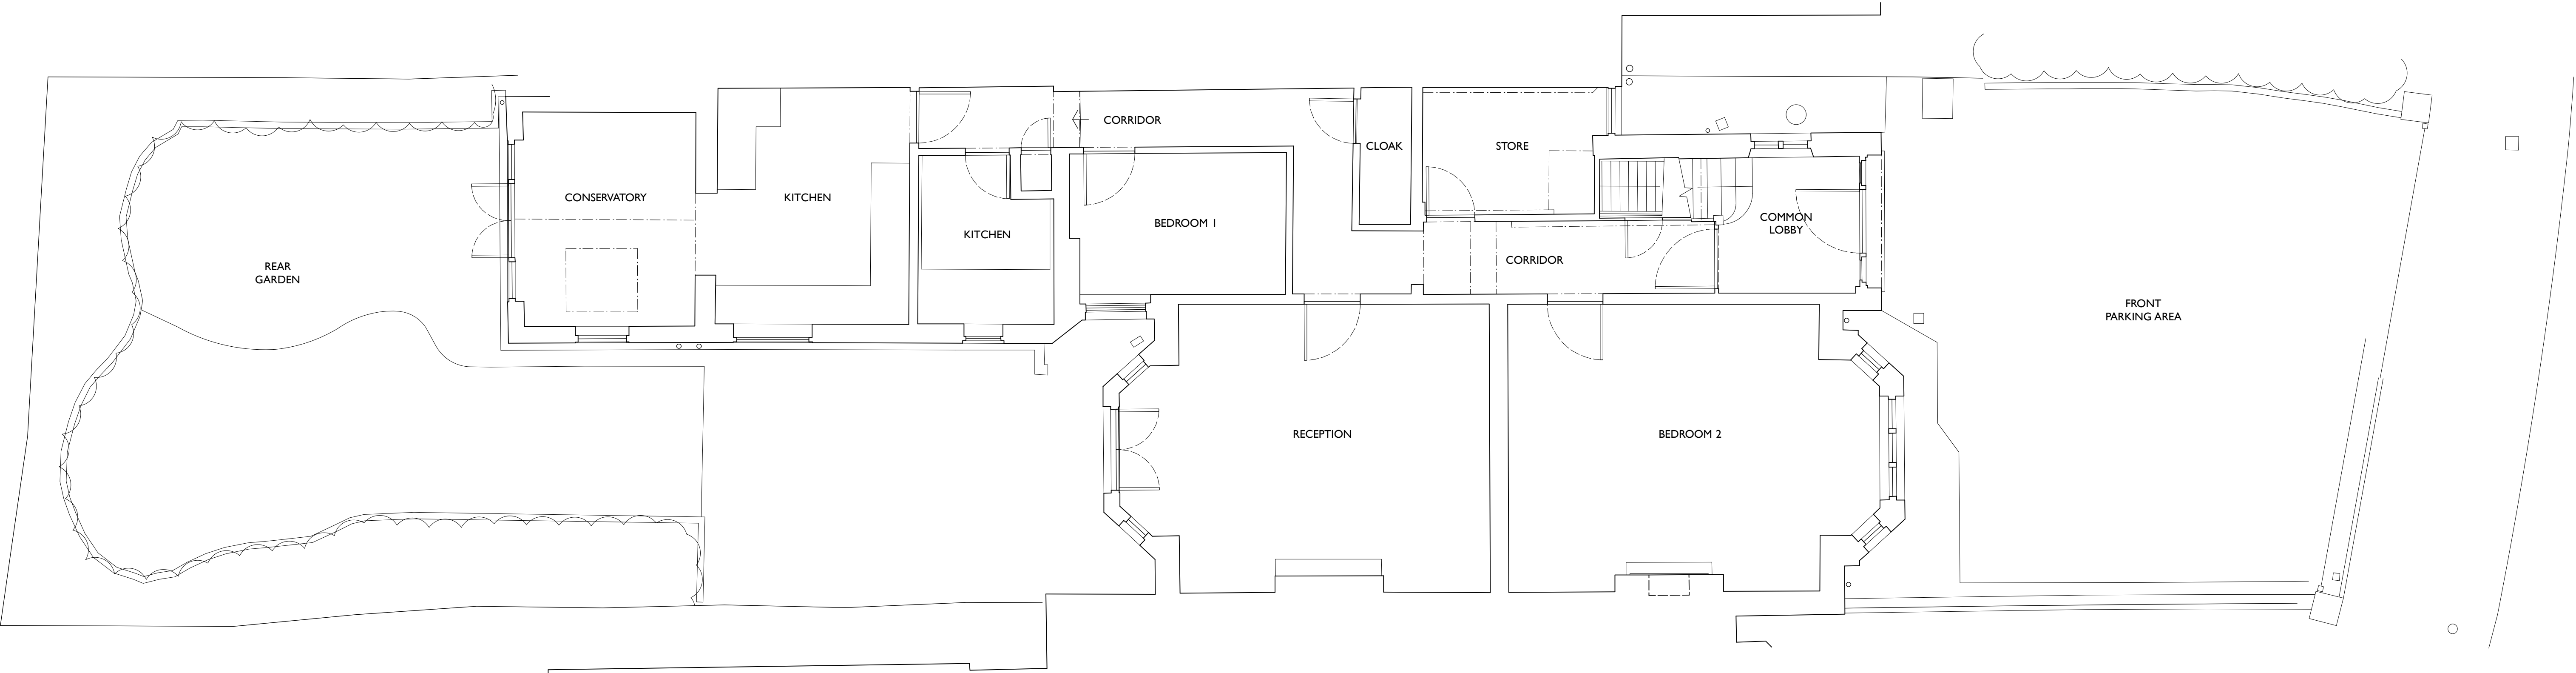 CORRIDOR
CLOAK
STORE
CONSERVATORY
KITCHEN
KITCHEN
BEDROOM 1
COMMON
LOBBY
CORRIDOR
REAR
GARDEN
FRONT
PARKING AREA
RECEPTION
BEDROOM 2